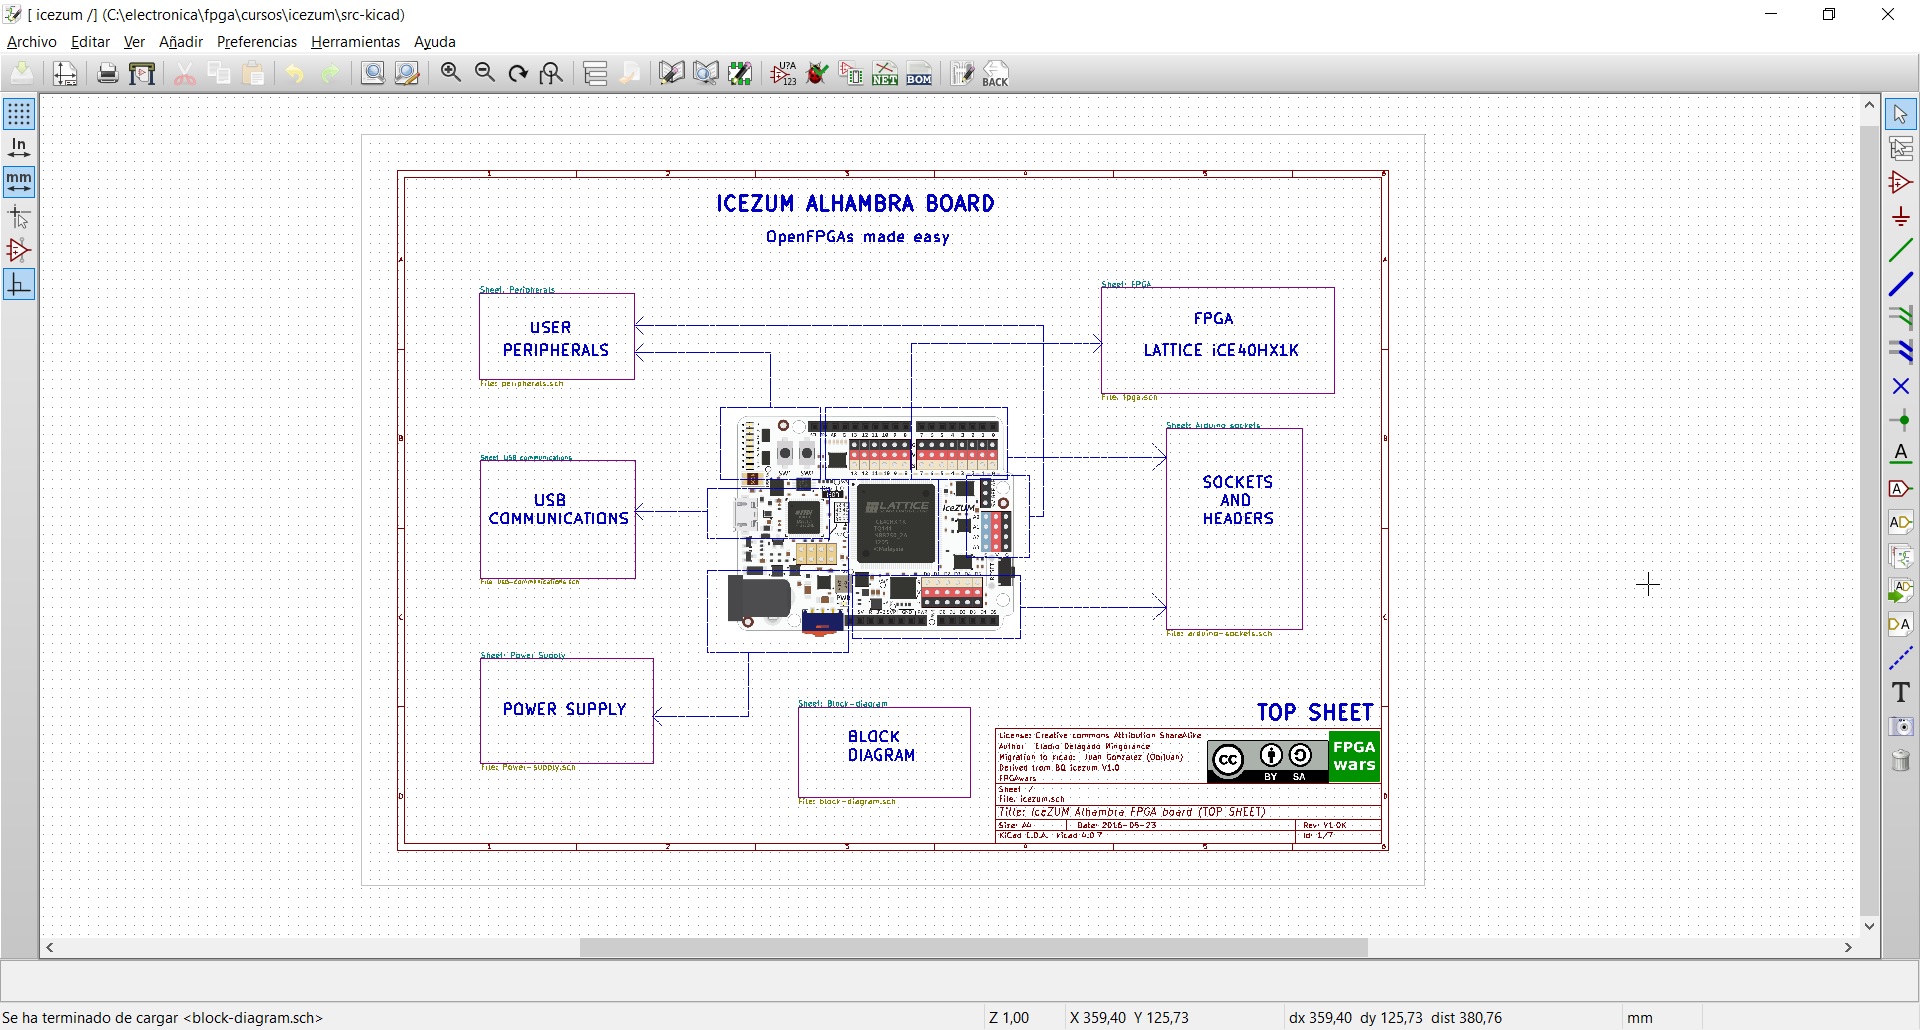 [ icezum /] (C:\electronica\fpga\cursos\icezum\src-kicad)
Archivo Editar Ver Añadir Preferencias Herramientas Ayuda
U?A
123
NET
BOM
BACK
In
mm
ICEZUM ALHAMBRA BOARD
OpenFPGAs made easy
Sheet: Peripherals
USER
PERIPHERALS
File: peripherals.sch
Sheet: FPGA
FPGA
LATTICE iCE40HX1K
File: fpga.sch
Sheet: USB communications
USB
COMMUNICATIONS
File: usb-communications.sch
Sheet: Arduino sockets
SOCKETS
AND
HEADERS
File: arduino-sockets.sch
LATTICE
IceZUM
RESET
Sheet: Power Supply
POWER SUPPLY
File: Power-supply.sch
Sheet: Block-diagram
BLOCK
DIAGRAM
File: block-diagram.sch
TOP SHEET
License: Creative commons Attribution ShareAlike
Author: Eladio Delagado Mingorance
Migration to kicad: Juan Gonzalez (Obijuan)
Derived from BQ icezum V1.0
FPGAwars
CC
BY SA
FPGA
wars
Sheet: /
File: icezum.sch
Title: IceZUM Alhambra FPGA board (TOP SHEET)
Size: A4 Date: 2016-05-23 Rev: V1.0K
KiCad E.D.A. kicad 4.0.7 Id: 1/7
Se ha terminado de cargar <block-diagram.sch>
Z 1,00 X 359,40 Y 125,73 dx 359,40 dy 125,73 dist 380,76 mm